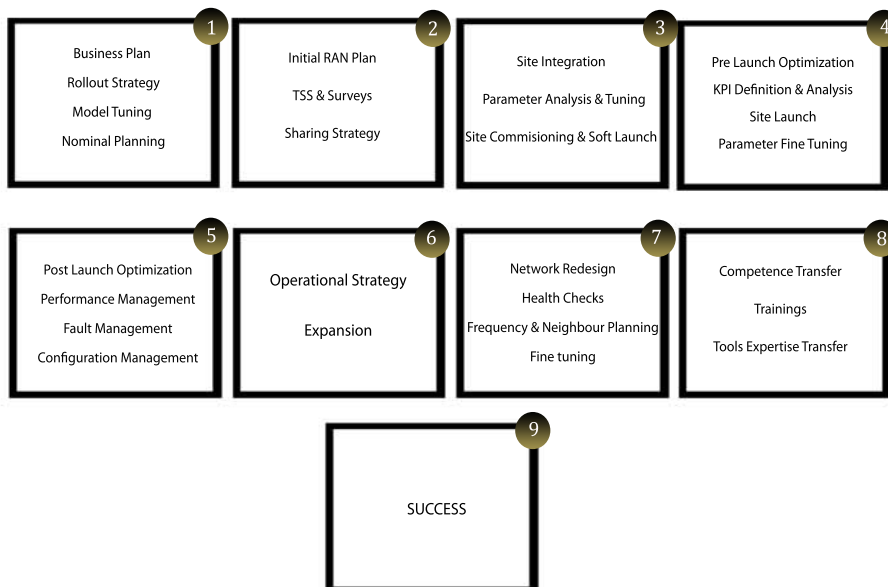 1
Business Plan
Rollout Strategy
Model Tuning
Nominal Planning
2
Initial RAN Plan
TSS & Surveys
Sharing Strategy
3
Site Integration
Parameter Analysis & Tuning
Site Commisioning & Soft Launch
4
Pre Launch Optimization
KPI Definition & Analysis
Site Launch
Parameter Fine Tuning
5
Post Launch Optimization
Performance Management
Fault Management
Configuration Management
6
Operational Strategy
Expansion
7
Network Redesign
Health Checks
Frequency & Neighbour Planning
Fine tuning
8
Competence Transfer
Trainings
Tools Expertise Transfer
9
SUCCESS